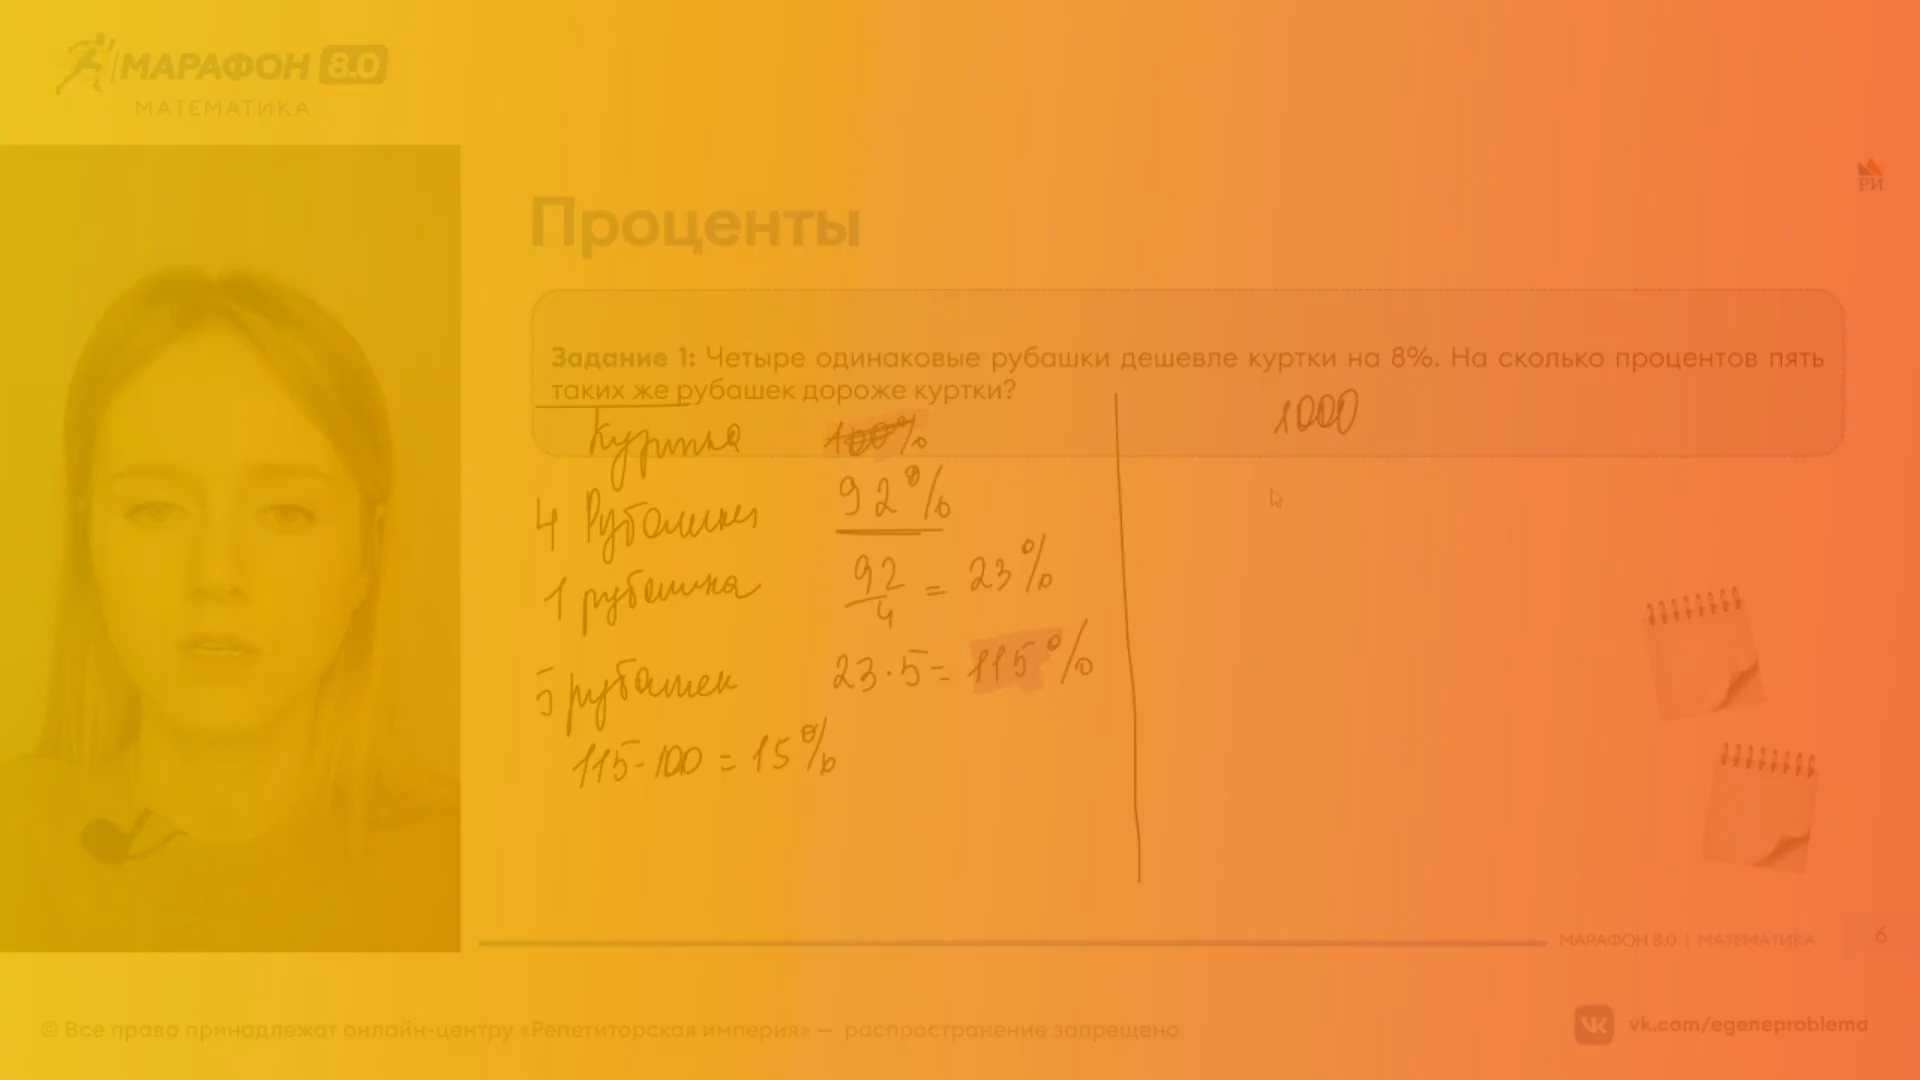 МАРАФОН 8.0
МАТЕМАТИКА
РИ
Проценты
Задание 1: Четыре одинаковые рубашки дешевле куртки на 8%. На сколько процентов пять
таких же рубашек дороже куртки?
Куртка 100%
1000
4 Рубашки 92%
1 рубашка 92/4 = 23%
5 рубашек 23·5= 115%
115-100 = 15%
МАРАФОН 8.0 | МАТЕМАТИКА 6
© Все права принадлежат онлайн-центру «Репетиторская империя» — распространение запрещено
vk.com/egeneproblema